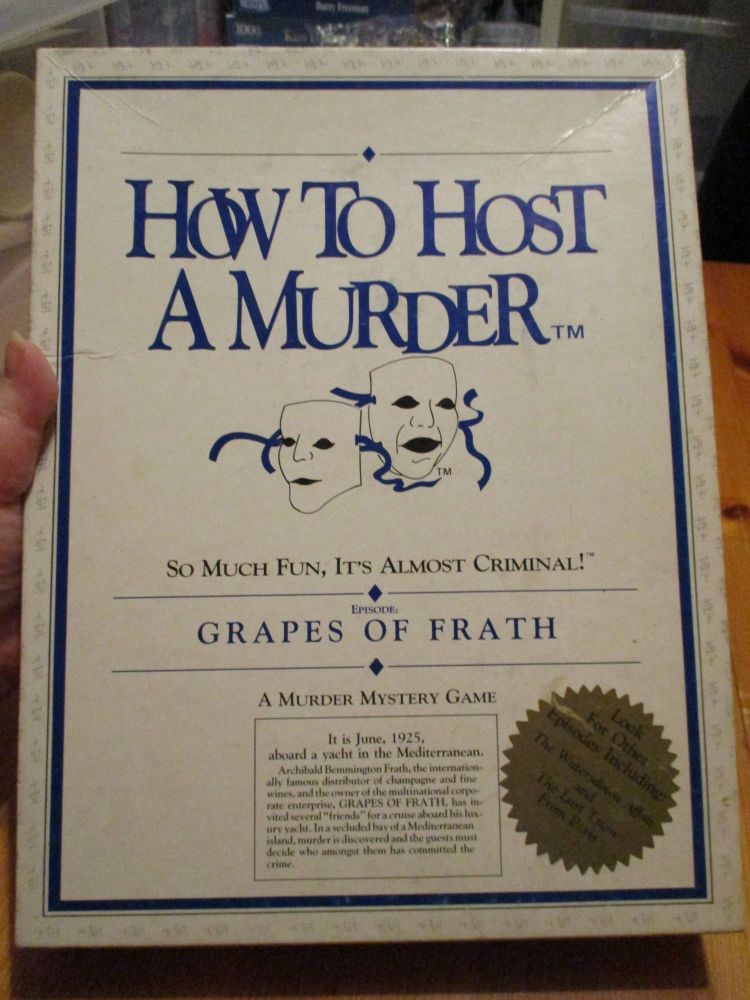 Barry Freeman
1000
HOW TO HOST
A MURDER™
TM
SO MUCH FUN, IT'S ALMOST CRIMINAL!™
EPISODE:
GRAPES OF FRATH
A MURDER MYSTERY GAME
It is June, 1925,
aboard a yacht in the Mediterranean.
Archibald Bemmington Frath, the internation-
ally famous distributor of champagne and fine
wines, and the owner of the multinational corpo-
rate enterprise, GRAPES OF FRATH, has in-
vited several "friends" for a cruise aboard his lux-
ury yacht. In a secluded bay of a Mediterranean
island, murder is discovered and the guests must
decide who amongst them has committed the
crime.
Look
For Other
Episodes Including:
The Watersdown Affair
and
The Last Train
From Paris